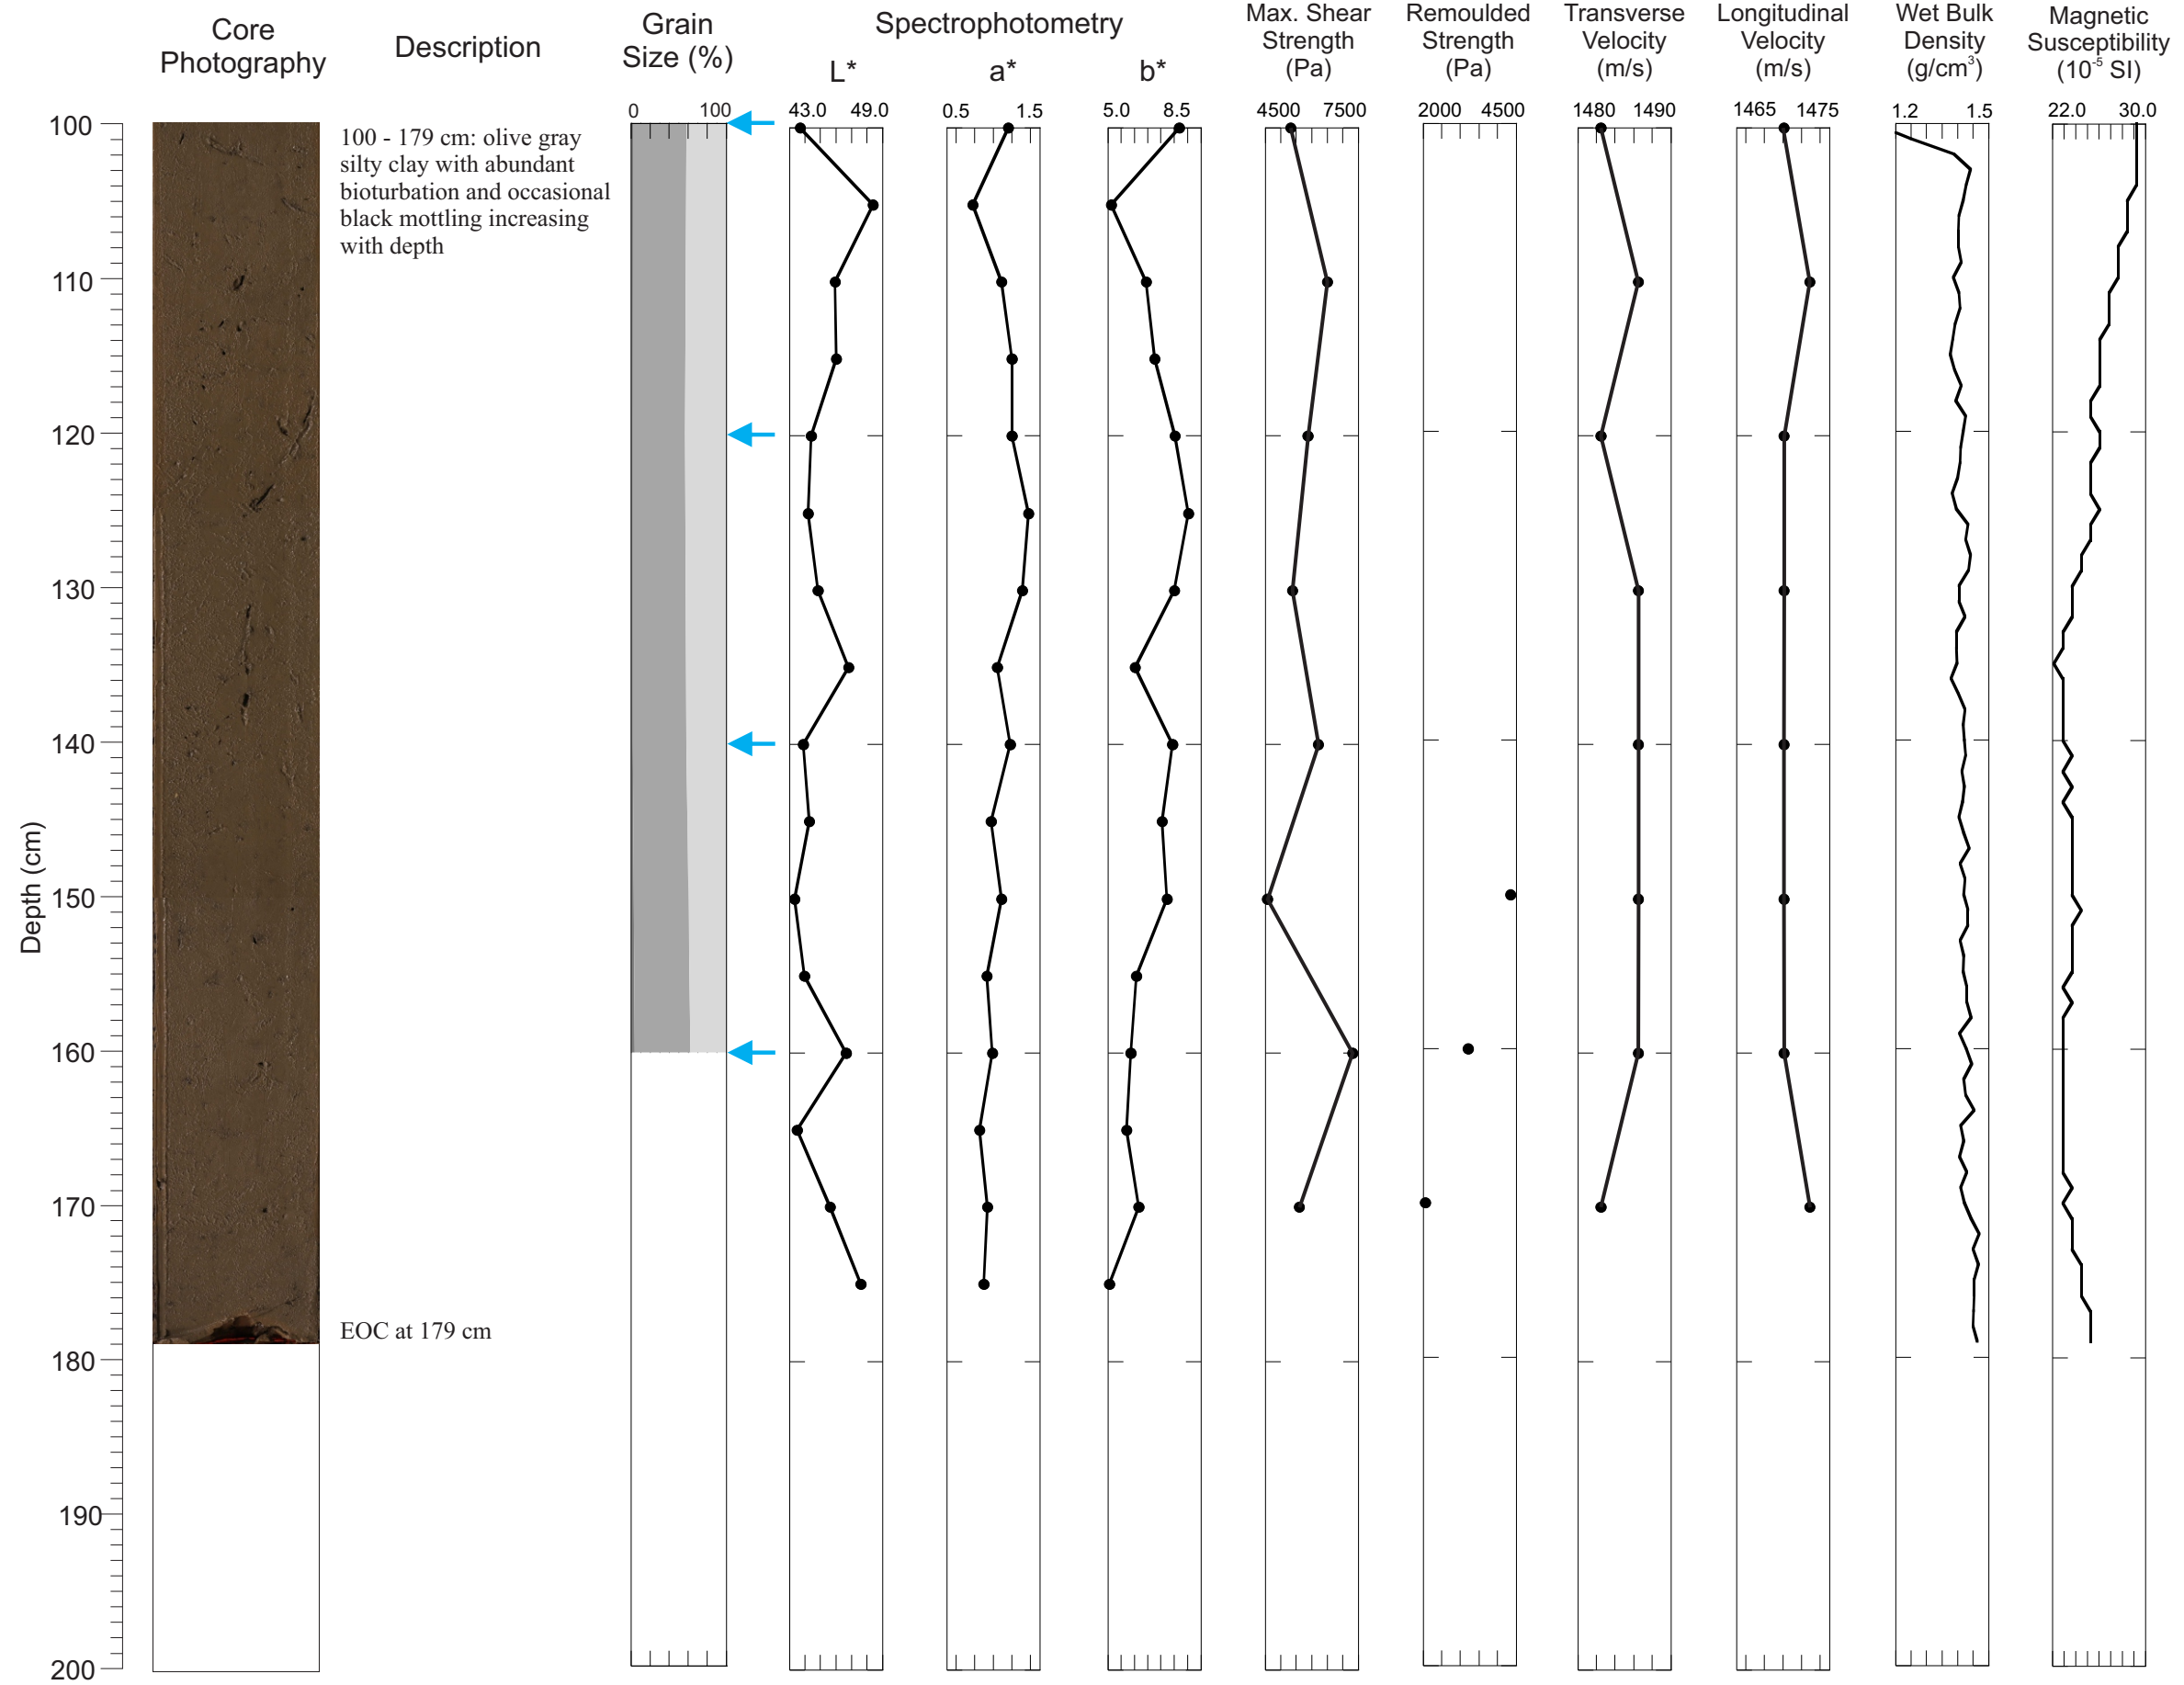 Core
Photography
Description
Grain
Size (%)
Spectrophotometry
L*
a*
b*
Max. Shear
Strength
(Pa)
Remoulded
Strength
(Pa)
Transverse
Velocity
(m/s)
Longitudinal
Velocity
(m/s)
Wet Bulk
Density
(g/cm³)
Magnetic
Susceptibility
(10⁻⁵ SI)
0 100
43.0 49.0
0.5 1.5
5.0 8.5
4500 7500
2000 4500
1480 1490
1465 1475
1.2 1.5
22.0 30.0
Depth (cm)
100
110
120
130
140
150
160
170
180
190
200
100 - 179 cm: olive gray
silty clay with abundant
bioturbation and occasional
black mottling increasing
with depth
EOC at 179 cm